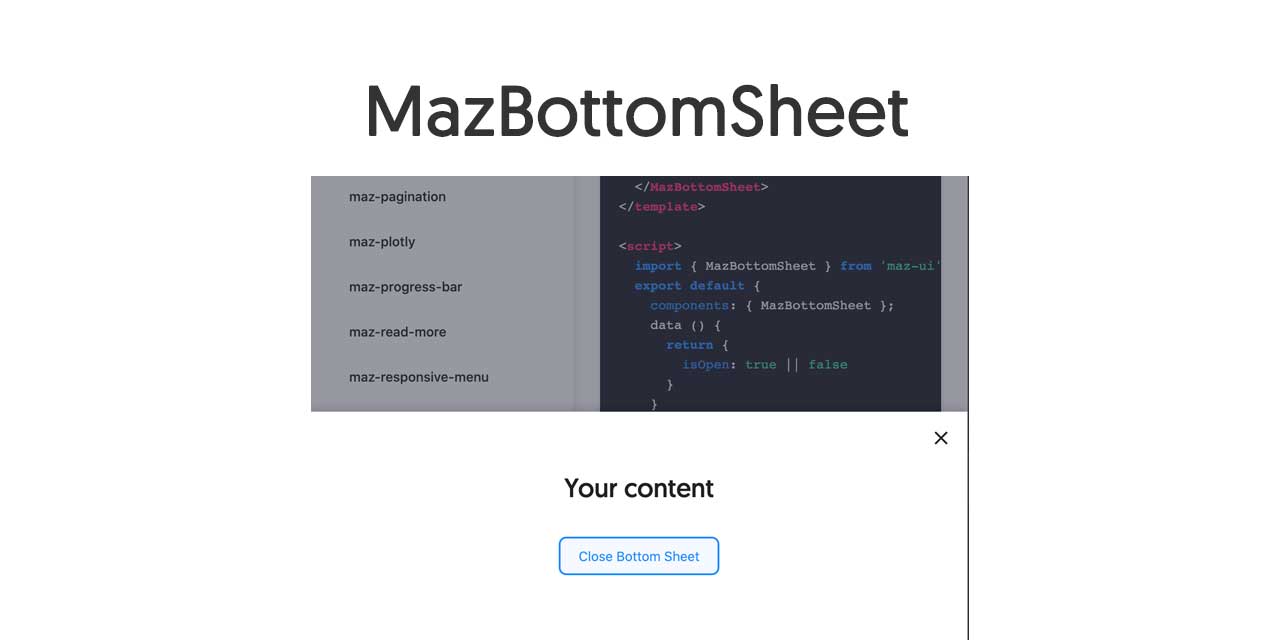 MazBottomSheet
maz-pagination
maz-plotly
maz-progress-bar
maz-read-more
maz-responsive-menu
</MazBottomSheet>
</template>
<script>
import { MazBottomSheet } from 'maz-ui'
export default {
components: { MazBottomSheet };
data () {
return {
isOpen: true || false
}
}
Your content
Close Bottom Sheet